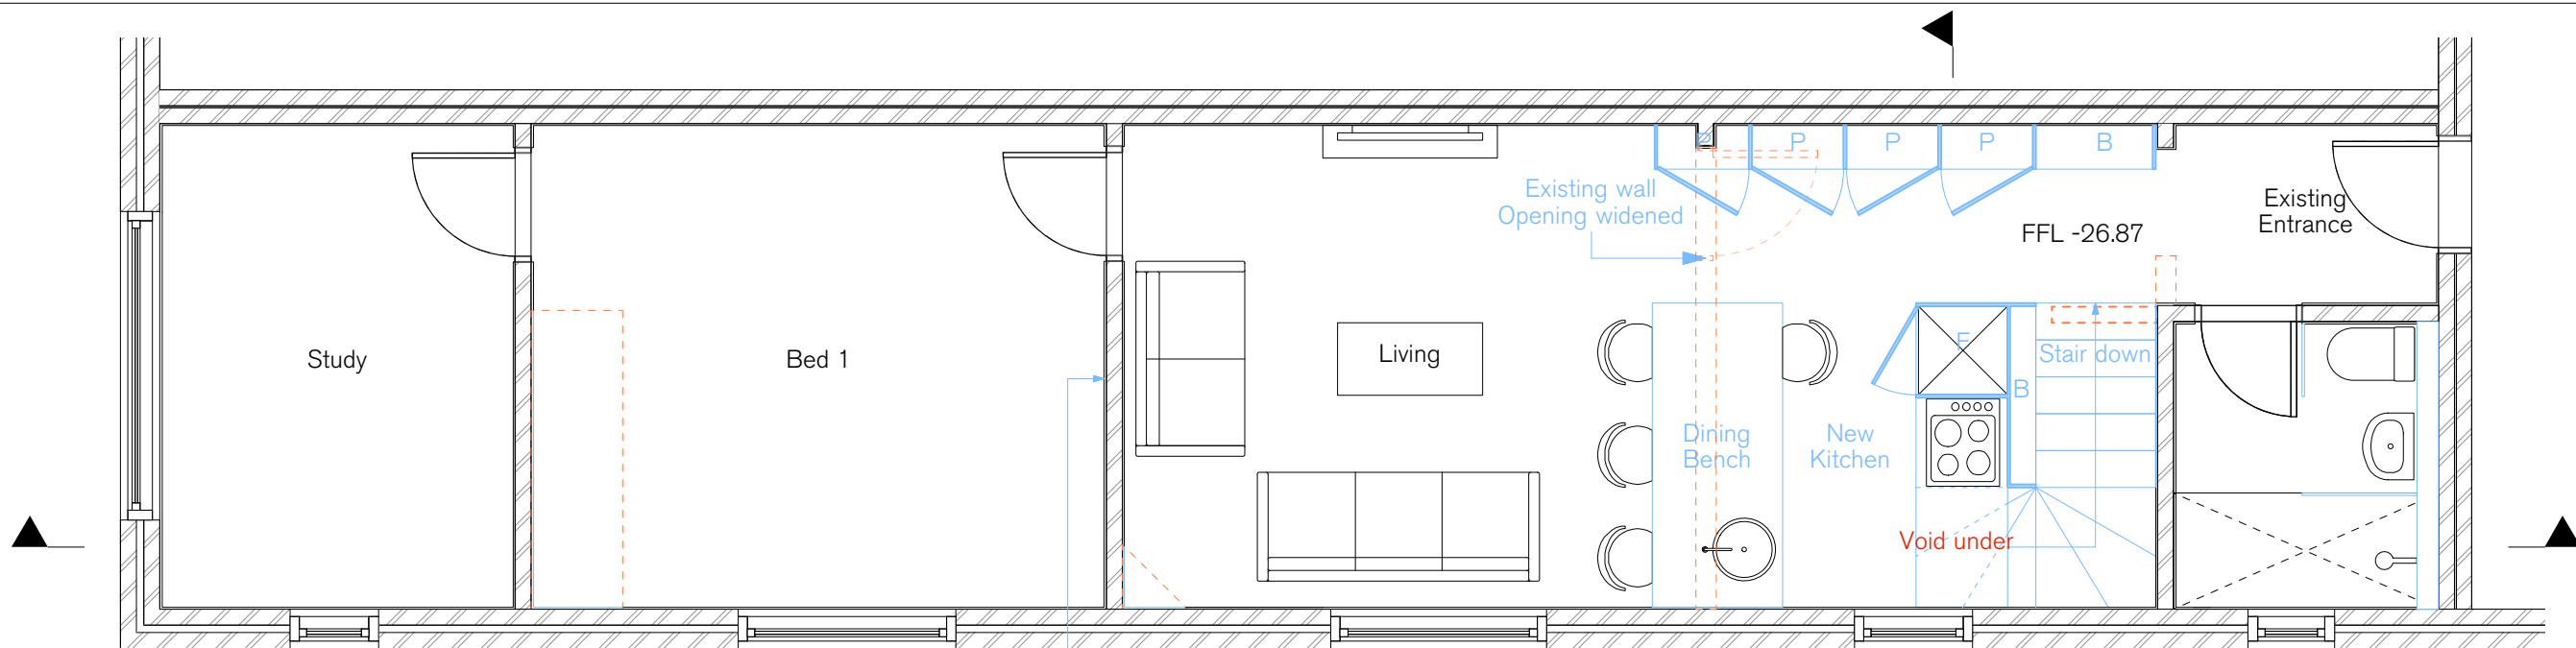 P P P P B
Existing wall
Opening widened
Existing
Entrance
FFL -26.87
Study
Bed 1
Living
F
Stair down
B
Dining
Bench
New
Kitchen
Void under